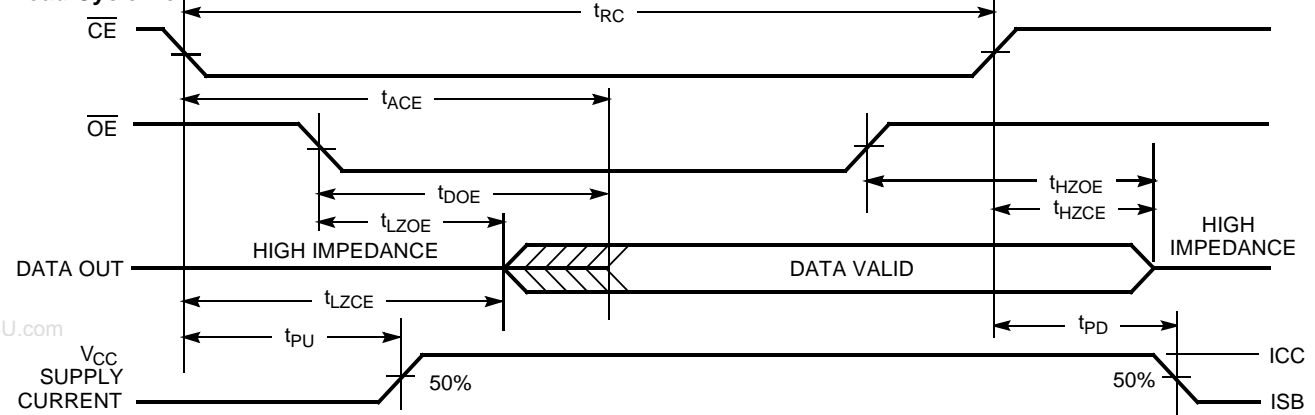 tRC
CE
tACE
OE
tDOE
tHZOE
tLZOE
tHZCE
HIGH IMPEDANCE
HIGH
IMPEDANCE
DATA OUT
DATA VALID
tLZCE
U.com
tPU
tPD
VCC
SUPPLY
CURRENT
50%
50%
ICC
ISB